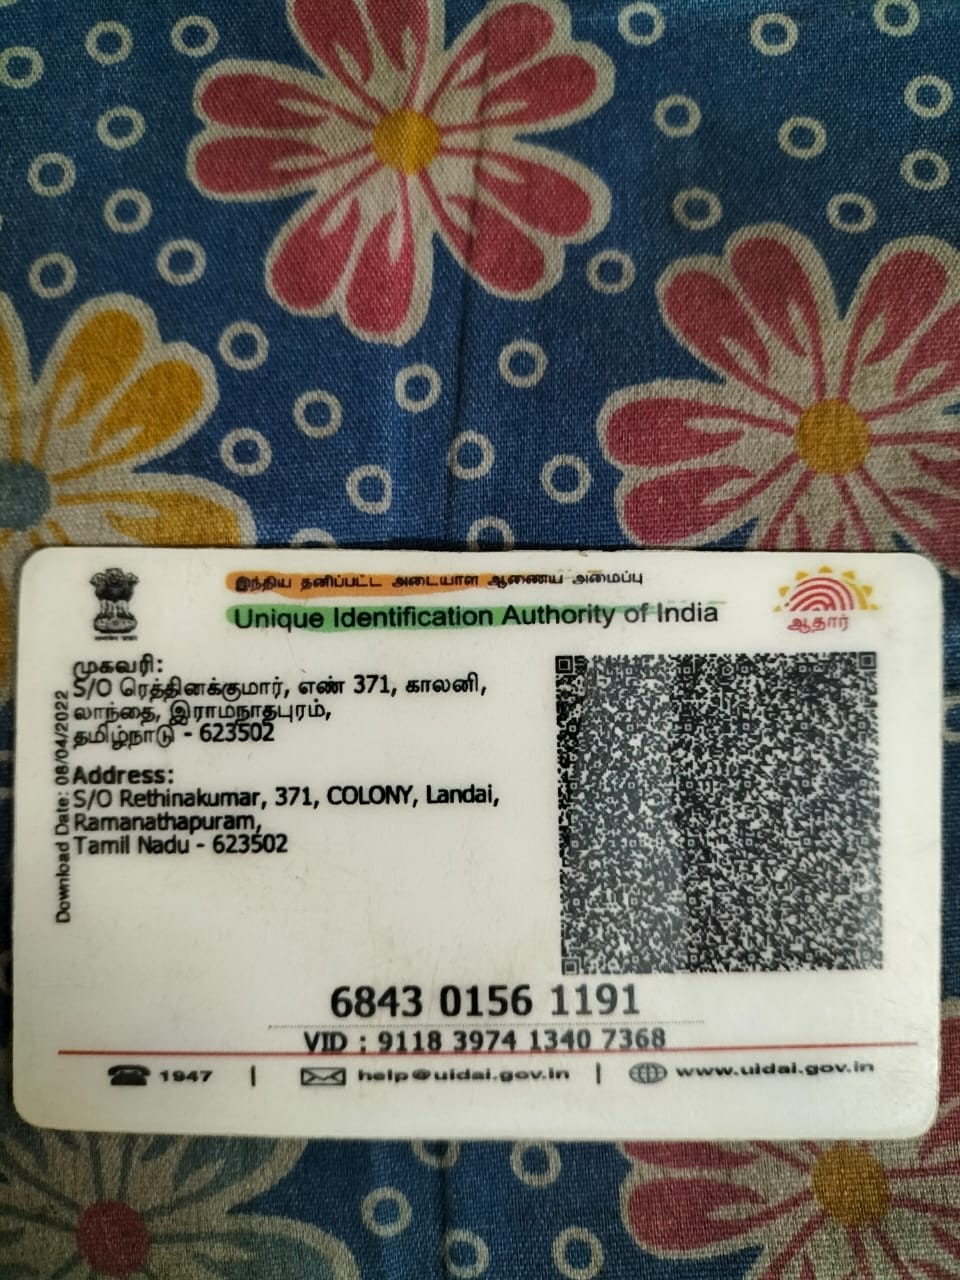 இந்திய தனிப்பட்ட அடையாள ஆணைய அமைப்பு
Unique Identification Authority of India
ஆதார்
முகவரி:
S/O ரெத்தினக்குமார், எண் 371, காலனி,
லாந்தை, இராமநாதபுரம்,
தமிழ்நாடு - 623502
Address:
S/O Rethinakumar, 371, COLONY, Landai,
Ramanathapuram,
Tamil Nadu - 623502
Download Date: 08/04/2022
6843 0156 1191
VID : 9118 3974 1340 7368
1947 | help@uidai.gov.in | www.uidai.gov.in